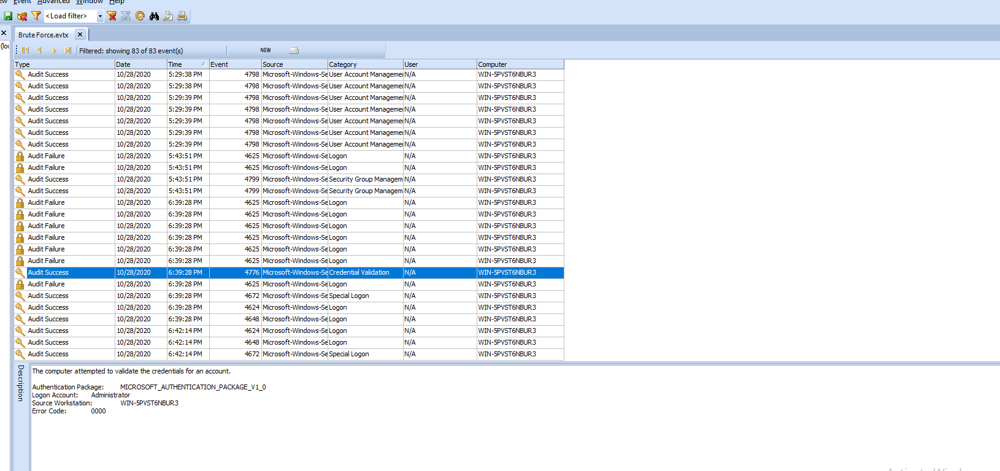 ew Event Advanced Window Help
<Load filter>
(loc
Brute Force.evtx
Filtered: showing 83 of 83 event(s) NEW
Type Date Time Event Source Category User Computer
Audit Success 10/28/2020 5:29:38 PM 4798 Microsoft-Windows-Se User Account Manageme N/A WIN-5PVST6NBUR3
Audit Success 10/28/2020 5:29:38 PM 4798 Microsoft-Windows-Se User Account Manageme N/A WIN-5PVST6NBUR3
Audit Success 10/28/2020 5:29:39 PM 4798 Microsoft-Windows-Se User Account Manageme N/A WIN-5PVST6NBUR3
Audit Success 10/28/2020 5:29:39 PM 4798 Microsoft-Windows-Se User Account Manageme N/A WIN-5PVST6NBUR3
Audit Success 10/28/2020 5:29:39 PM 4798 Microsoft-Windows-Se User Account Manageme N/A WIN-5PVST6NBUR3
Audit Success 10/28/2020 5:29:39 PM 4798 Microsoft-Windows-Se User Account Manageme N/A WIN-5PVST6NBUR3
Audit Success 10/28/2020 5:29:39 PM 4798 Microsoft-Windows-Se User Account Manageme N/A WIN-5PVST6NBUR3
Audit Failure 10/28/2020 5:43:51 PM 4625 Microsoft-Windows-Se Logon N/A WIN-5PVST6NBUR3
Audit Failure 10/28/2020 5:43:51 PM 4625 Microsoft-Windows-Se Logon N/A WIN-5PVST6NBUR3
Audit Success 10/28/2020 5:43:51 PM 4799 Microsoft-Windows-Se Security Group Managem N/A WIN-5PVST6NBUR3
Audit Success 10/28/2020 5:43:51 PM 4799 Microsoft-Windows-Se Security Group Managem N/A WIN-5PVST6NBUR3
Audit Failure 10/28/2020 6:39:28 PM 4625 Microsoft-Windows-Se Logon N/A WIN-5PVST6NBUR3
Audit Failure 10/28/2020 6:39:28 PM 4625 Microsoft-Windows-Se Logon N/A WIN-5PVST6NBUR3
Audit Failure 10/28/2020 6:39:28 PM 4625 Microsoft-Windows-Se Logon N/A WIN-5PVST6NBUR3
Audit Failure 10/28/2020 6:39:28 PM 4625 Microsoft-Windows-Se Logon N/A WIN-5PVST6NBUR3
Audit Failure 10/28/2020 6:39:28 PM 4625 Microsoft-Windows-Se Logon N/A WIN-5PVST6NBUR3
Audit Failure 10/28/2020 6:39:28 PM 4625 Microsoft-Windows-Se Logon N/A WIN-5PVST6NBUR3
Audit Success 10/28/2020 6:39:28 PM 4776 Microsoft-Windows-Se Credential Validation N/A WIN-5PVST6NBUR3
Audit Failure 10/28/2020 6:39:28 PM 4625 Microsoft-Windows-Se Logon N/A WIN-5PVST6NBUR3
Audit Success 10/28/2020 6:39:28 PM 4672 Microsoft-Windows-Se Special Logon N/A WIN-5PVST6NBUR3
Audit Success 10/28/2020 6:39:28 PM 4624 Microsoft-Windows-Se Logon N/A WIN-5PVST6NBUR3
Audit Success 10/28/2020 6:39:28 PM 4648 Microsoft-Windows-Se Logon N/A WIN-5PVST6NBUR3
Audit Success 10/28/2020 6:42:14 PM 4624 Microsoft-Windows-Se Logon N/A WIN-5PVST6NBUR3
Audit Success 10/28/2020 6:42:14 PM 4648 Microsoft-Windows-Se Logon N/A WIN-5PVST6NBUR3
Audit Success 10/28/2020 6:42:14 PM 4672 Microsoft-Windows-Se Special Logon N/A WIN-5PVST6NBUR3
Description
The computer attempted to validate the credentials for an account.
Authentication Package: MICROSOFT_AUTHENTICATION_PACKAGE_V1_0
Logon Account: Administrator
Source Workstation: WIN-5PVST6NBUR3
Error Code: 0000